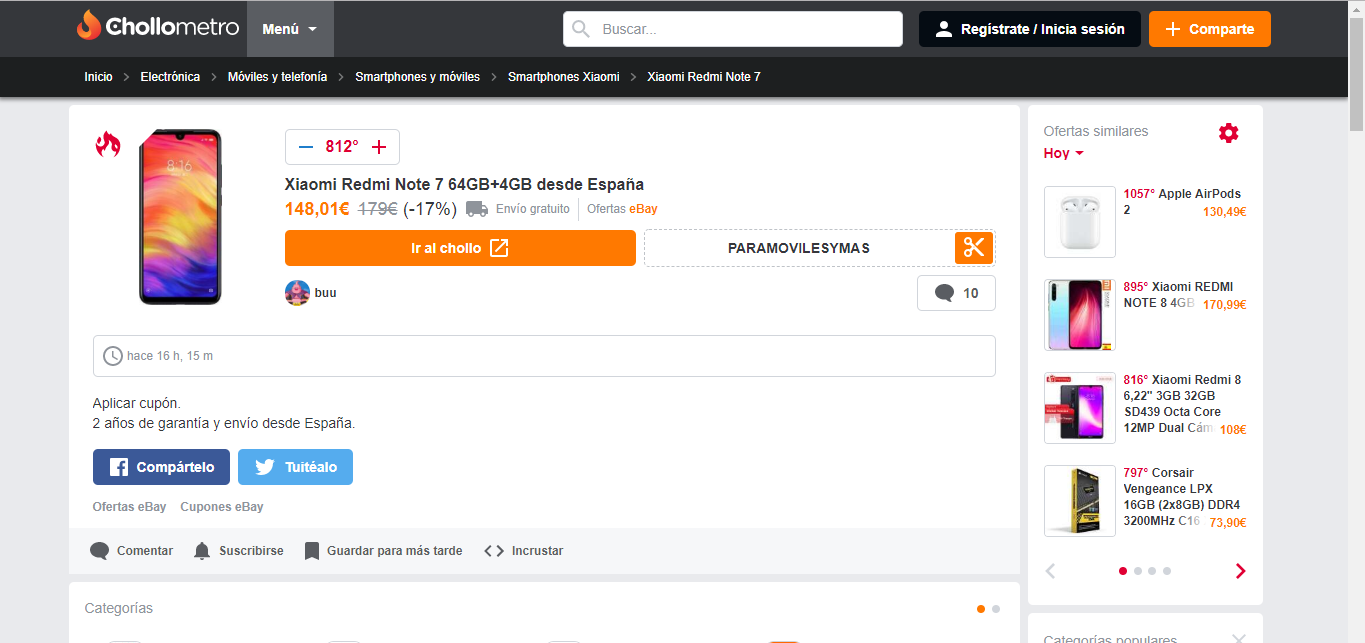 Chollometro
Menú
Buscar...
Regístrate / Inicia sesión
Comparte
Inicio
Electrónica
Móviles y telefonía
Smartphones y móviles
Smartphones Xiaomi
Xiaomi Redmi Note 7
812°
Xiaomi Redmi Note 7 64GB+4GB desde España
148,01€ 179€ (-17%) Envío gratuito Ofertas eBay
Ir al chollo
PARAMOVILESYMAS
buu
10
hace 16 h, 15 m
Aplicar cupón.
2 años de garantía y envío desde España.
Compártelo
Tuitéalo
Ofertas eBay Cupones eBay
Comentar
Suscribirse
Guardar para más tarde
Incrustar
Categorías
Ofertas similares
Hoy
1057° Apple AirPods
2 130,49€
895° Xiaomi REDMI
NOTE 8 4GB 170,99€
816° Xiaomi Redmi 8
6,22" 3GB 32GB
SD439 Octa Core
12MP Dual Cám 108€
797° Corsair
Vengeance LPX
16GB (2x8GB) DDR4
3200MHz C16 73,90€
Categorías populares